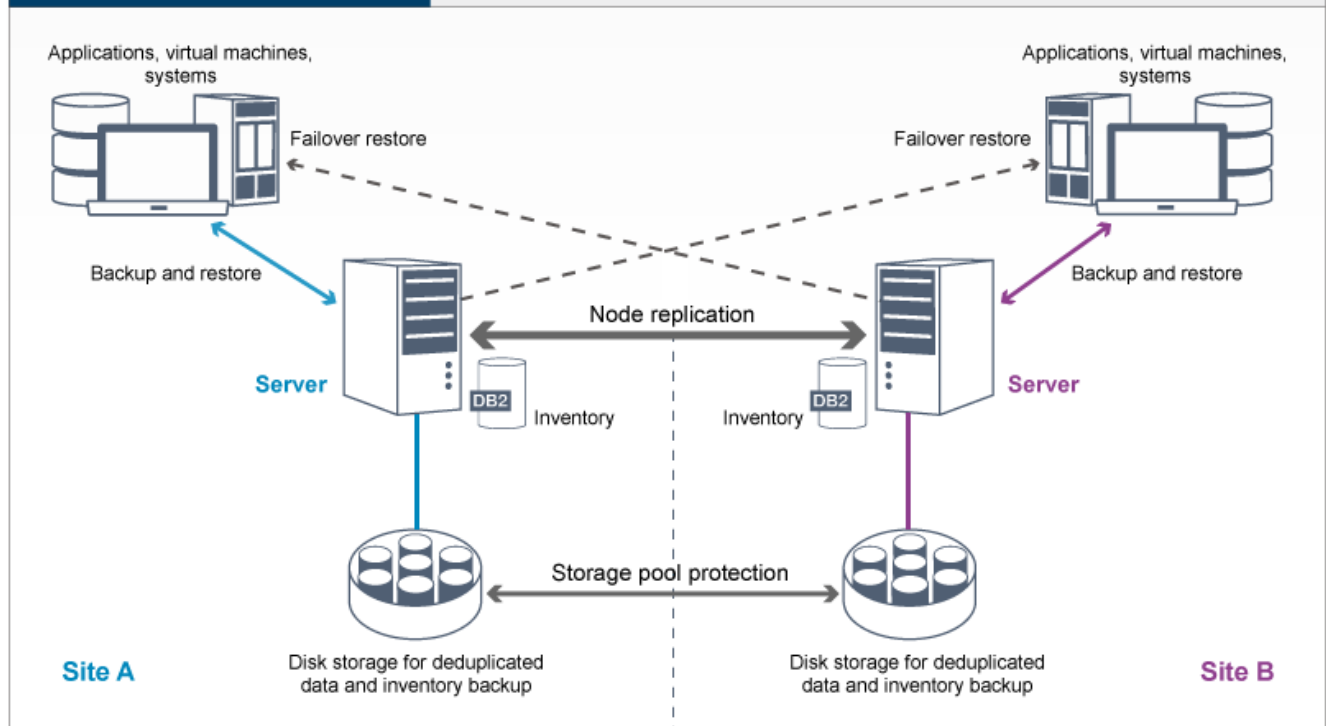 Applications, virtual machines,
systems
Applications, virtual machines,
systems
Failover restore
Failover restore
Backup and restore
Backup and restore
Node replication
Server
Server
DB2
Inventory
DB2
Inventory
Storage pool protection
Disk storage for deduplicated
data and inventory backup
Disk storage for deduplicated
data and inventory backup
Site A
Site B